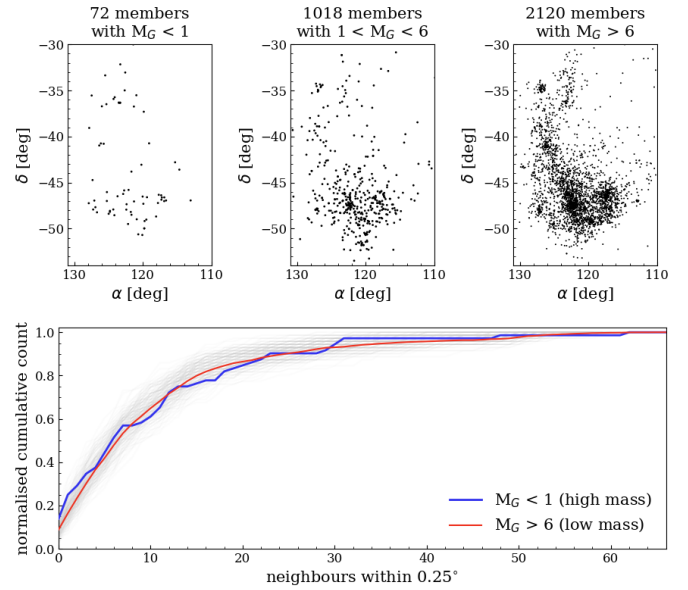 72 members
with M_G < 1
1018 members
with 1 < M_G < 6
2120 members
with M_G > 6
−30
−35
−40
−45
−50
δ [deg]
130
120
110
α [deg]
−30
−35
−40
−45
−50
δ [deg]
130
120
110
α [deg]
−30
−35
−40
−45
−50
δ [deg]
130
120
110
α [deg]
normalised cumulative count
1.0
0.8
0.6
0.4
0.2
0.0
0
10
20
30
40
50
60
neighbours within 0.25°
M_G < 1 (high mass)
M_G > 6 (low mass)